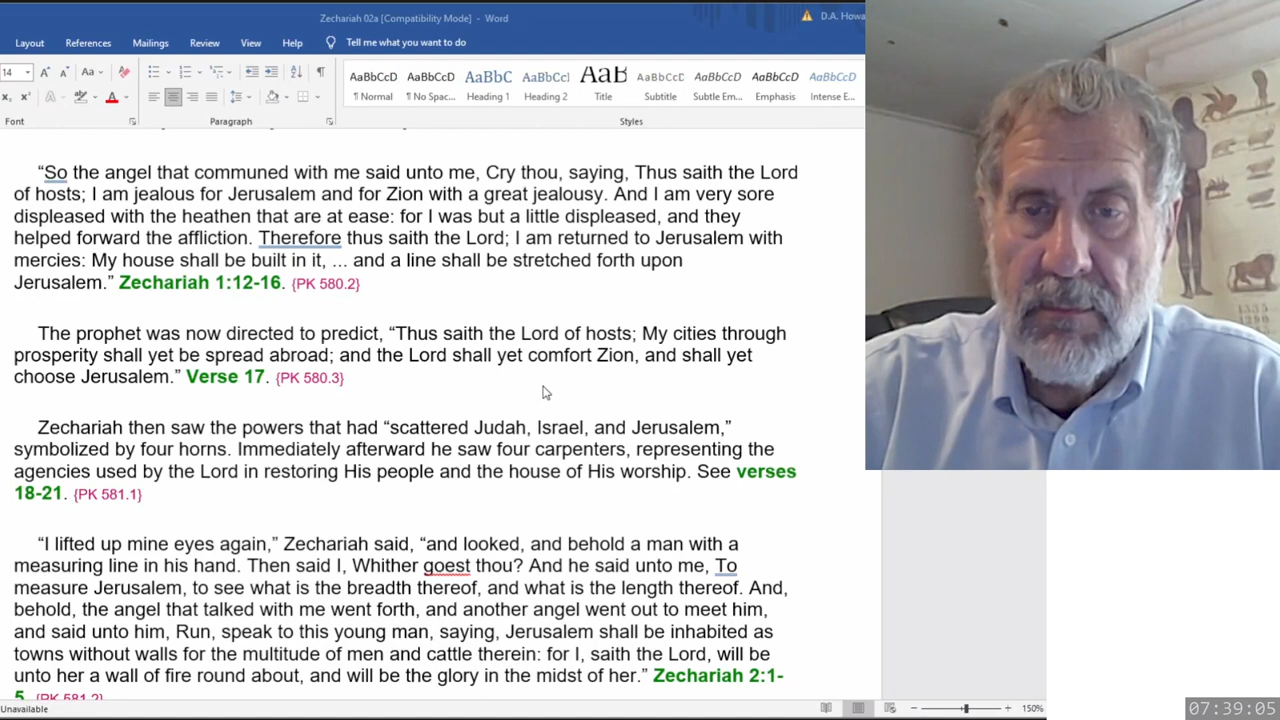 Zechariah 02a [Compatibility Mode] - Word
D.A. Howa
Layout References Mailings Review View Help Tell me what you want to do
14 Aa
AaBbCcD AaBbCcD AaBbC AaBbCcl AaB AaBbCcD AaBbCcD AaBbCcD AaBbCcD
¶ Normal ¶ No Spac... Heading 1 Heading 2 Title Subtitle Subtle Em... Emphasis Intense E...
Font Paragraph Styles
“So the angel that communed with me said unto me, Cry thou, saying, Thus saith the Lord
of hosts; I am jealous for Jerusalem and for Zion with a great jealousy. And I am very sore
displeased with the heathen that are at ease: for I was but a little displeased, and they
helped forward the affliction. Therefore thus saith the Lord; I am returned to Jerusalem with
mercies: My house shall be built in it, ... and a line shall be stretched forth upon
Jerusalem.” Zechariah 1:12-16. {PK 580.2}
The prophet was now directed to predict, “Thus saith the Lord of hosts; My cities through
prosperity shall yet be spread abroad; and the Lord shall yet comfort Zion, and shall yet
choose Jerusalem.” Verse 17. {PK 580.3}
Zechariah then saw the powers that had “scattered Judah, Israel, and Jerusalem,”
symbolized by four horns. Immediately afterward he saw four carpenters, representing the
agencies used by the Lord in restoring His people and the house of His worship. See verses
18-21. {PK 581.1}
“I lifted up mine eyes again,” Zechariah said, “and looked, and behold a man with a
measuring line in his hand. Then said I, Whither goest thou? And he said unto me, To
measure Jerusalem, to see what is the breadth thereof, and what is the length thereof. And,
behold, the angel that talked with me went forth, and another angel went out to meet him,
and said unto him, Run, speak to this young man, saying, Jerusalem shall be inhabited as
towns without walls for the multitude of men and cattle therein: for I, saith the Lord, will be
unto her a wall of fire round about, and will be the glory in the midst of her.” Zechariah 2:1-
5. {PK 581.2}
Unavailable
150%
07:39:05